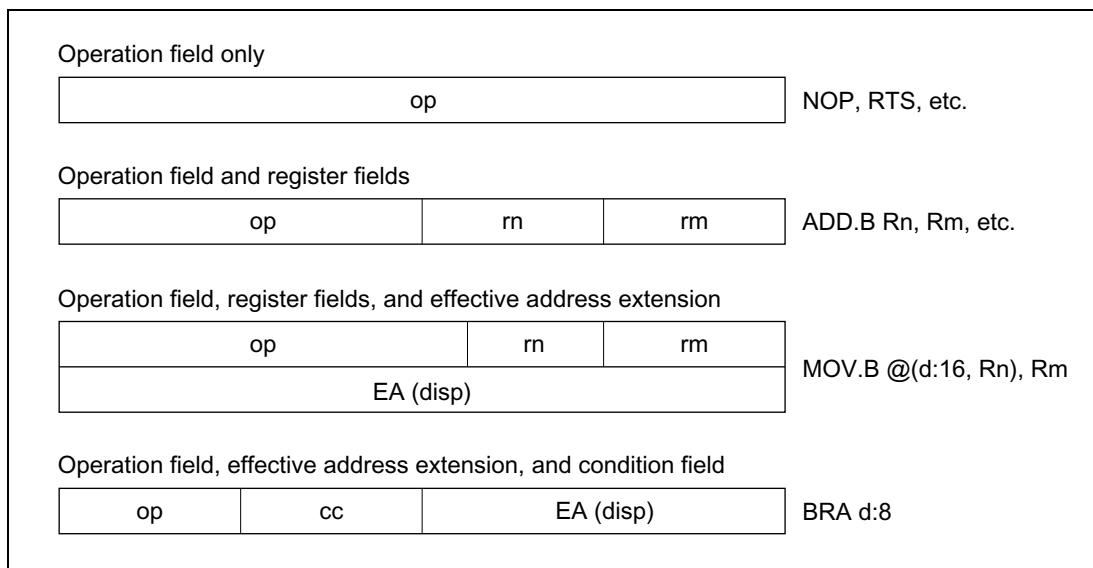 Operation field only
op NOP, RTS, etc.
Operation field and register fields
op rn rm ADD.B Rn, Rm, etc.
Operation field, register fields, and effective address extension
op rn rm
MOV.B @(d:16, Rn), Rm
EA (disp)
Operation field, effective address extension, and condition field
op cc EA (disp) BRA d:8